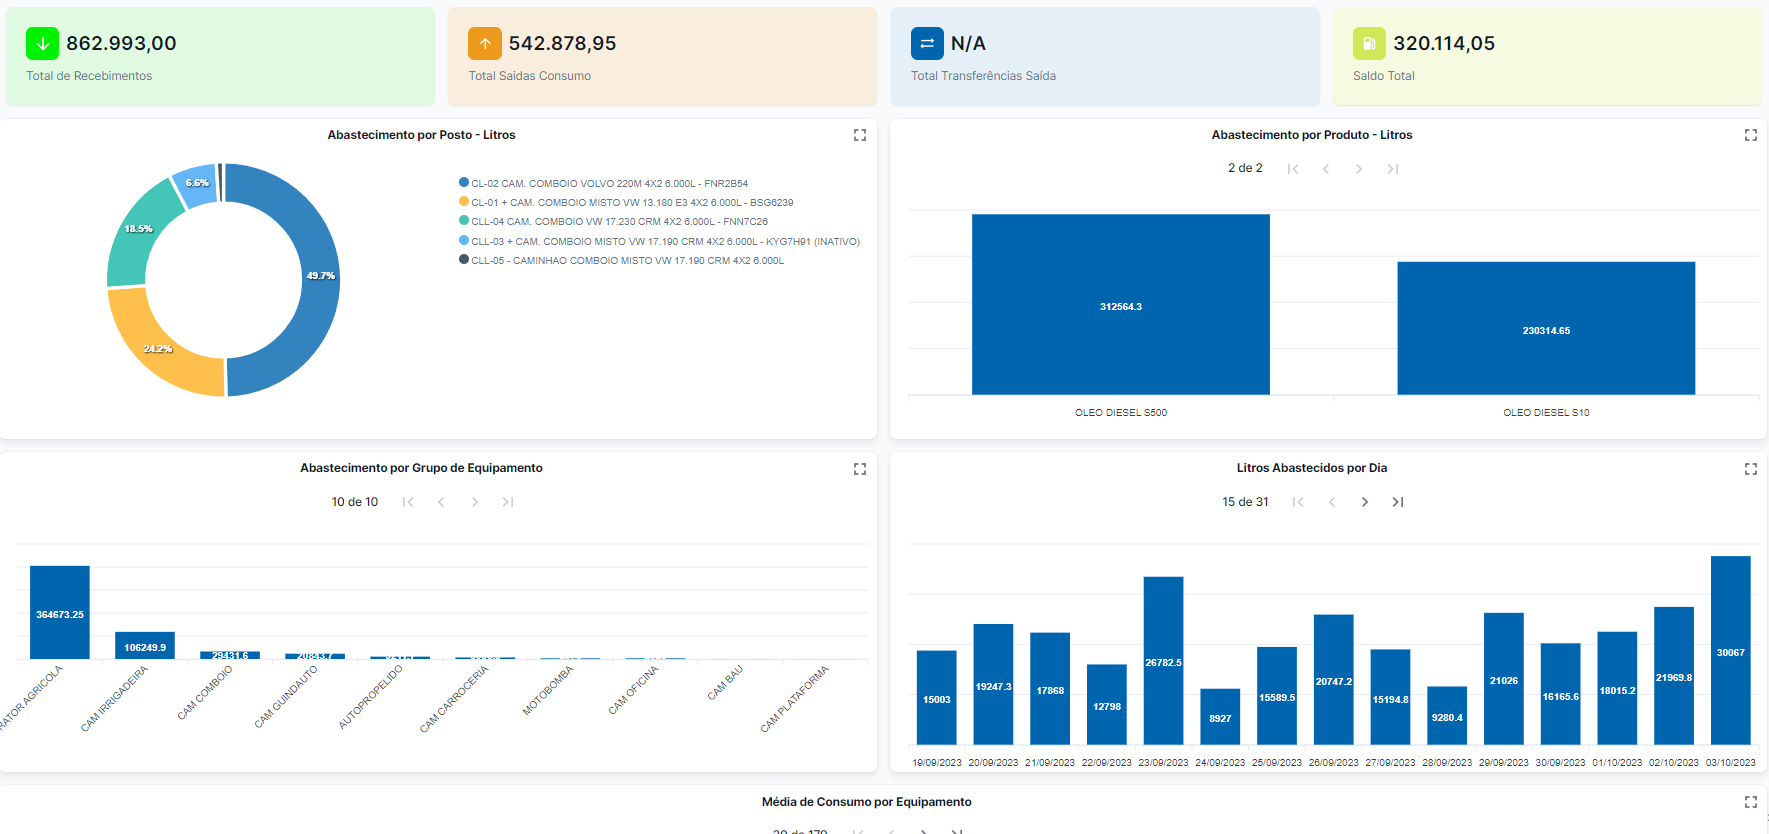 862.993,00
Total de Recebimentos
542.878,95
Total Saidas Consumo
N/A
Total Transferências Saída
320.114,05
Saldo Total
Abastecimento por Posto - Litros
49.7%
24.2%
18.5%
6.6%
CL-02 CAM. COMBOIO VOLVO 220M 4X2 6.000L - FNR2B54
CL-01 + CAM. COMBOIO MISTO VW 13.180 E3 4X2 6.000L - BSG6239
CLL-04 CAM. COMBOIO VW 17.230 CRM 4X2 6.000L - FNN7C26
CLL-03 + CAM. COMBOIO MISTO VW 17.190 CRM 4X2 6.000L - KYG7H91 (INATIVO)
CLL-05 - CAMINHAO COMBOIO MISTO VW 17.190 CRM 4X2 6.000L
Abastecimento por Produto - Litros
2 de 2
312564.3
230314.65
OLEO DIESEL S500
OLEO DIESEL S10
Abastecimento por Grupo de Equipamento
10 de 10
364673.25
106249.9
29431.6
20843.7
RATOR AGRICOLA
CAM IRRIGADEIRA
CAM COMBOIO
CAM GUINDAUTO
AUTOPROPELIDO
CAM CARROCERIA
MOTOBOMBA
CAM OFICINA
CAM BAU
CAM PLATAFORMA
Litros Abastecidos por Dia
15 de 31
15003
19247.3
17868
12798
26782.5
8927
15589.5
20747.2
15194.8
9280.4
21026
16165.6
18015.2
21969.8
30067
19/09/2023
20/09/2023
21/09/2023
22/09/2023
23/09/2023
24/09/2023
25/09/2023
26/09/2023
27/09/2023
28/09/2023
29/09/2023
30/09/2023
01/10/2023
02/10/2023
03/10/2023
Média de Consumo por Equipamento